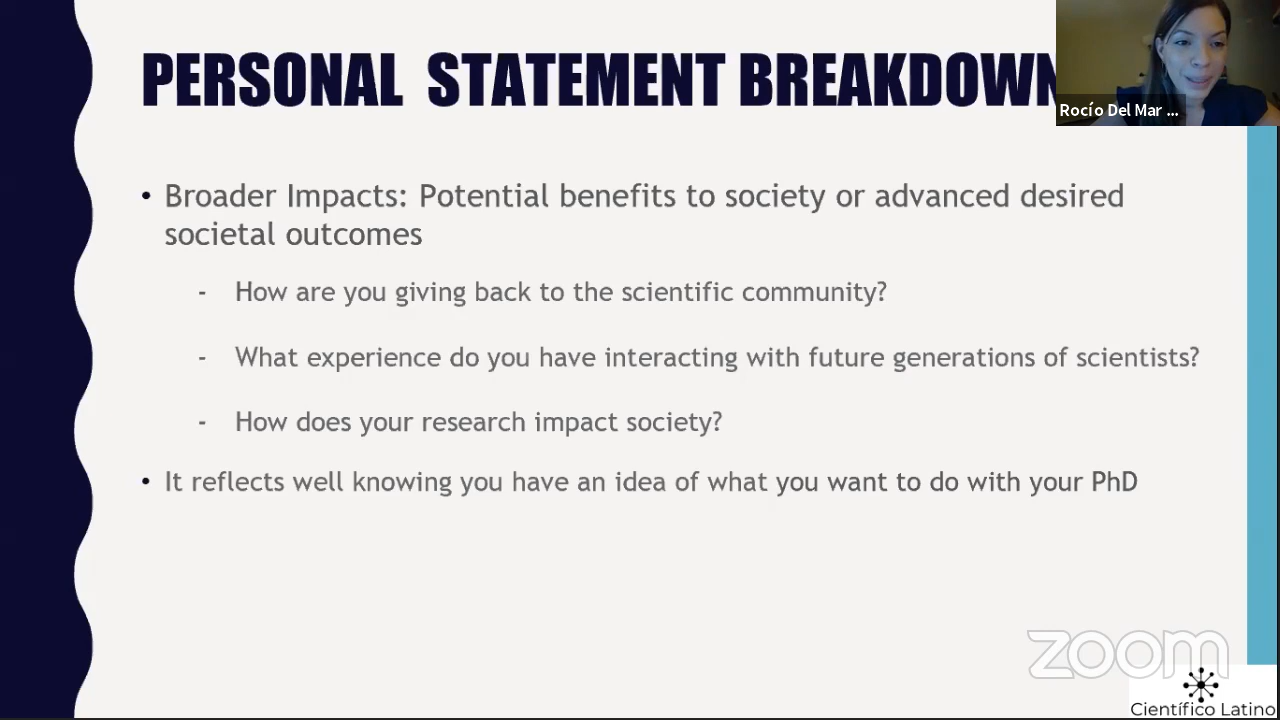 PERSONAL STATEMENT BREAKDOWN
Rocío Del Mar ...
• Broader Impacts: Potential benefits to society or advanced desired
societal outcomes
- How are you giving back to the scientific community?
- What experience do you have interacting with future generations of scientists?
- How does your research impact society?
• It reflects well knowing you have an idea of what you want to do with your PhD
zoom
Científico Latino